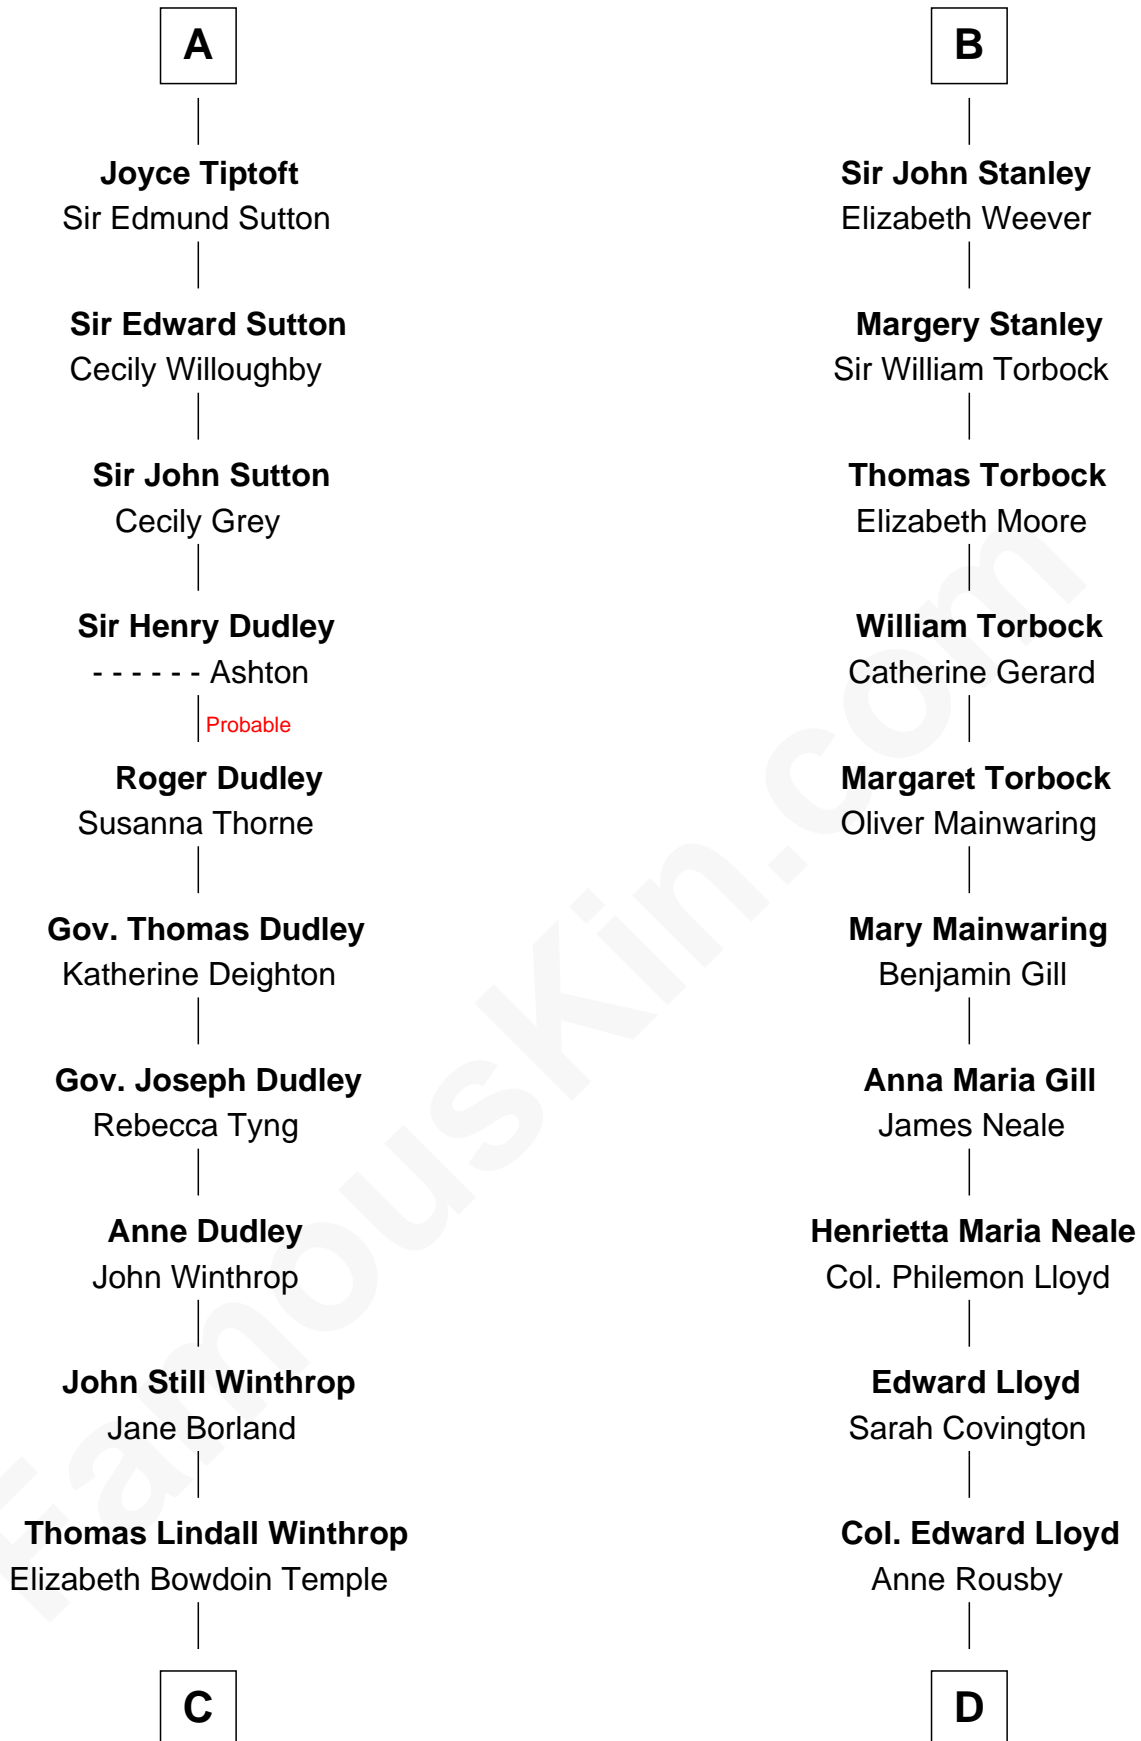 A
Joyce Tiptoft
Sir Edmund Sutton
Sir Edward Sutton
Cecily Willoughby
Sir John Sutton
Cecily Grey
Sir Henry Dudley
- - - - - - Ashton
Probable
Roger Dudley
Susanna Thorne
Gov. Thomas Dudley
Katherine Deighton
Gov. Joseph Dudley
Rebecca Tyng
Anne Dudley
John Winthrop
John Still Winthrop
Jane Borland
Thomas Lindall Winthrop
Elizabeth Bowdoin Temple
C
B
Sir John Stanley
Elizabeth Weever
Margery Stanley
Sir William Torbock
Thomas Torbock
Elizabeth Moore
William Torbock
Catherine Gerard
Margaret Torbock
Oliver Mainwaring
Mary Mainwaring
Benjamin Gill
Anna Maria Gill
James Neale
Henrietta Maria Neale
Col. Philemon Lloyd
Edward Lloyd
Sarah Covington
Col. Edward Lloyd
Anne Rousby
D
FamousKin.com